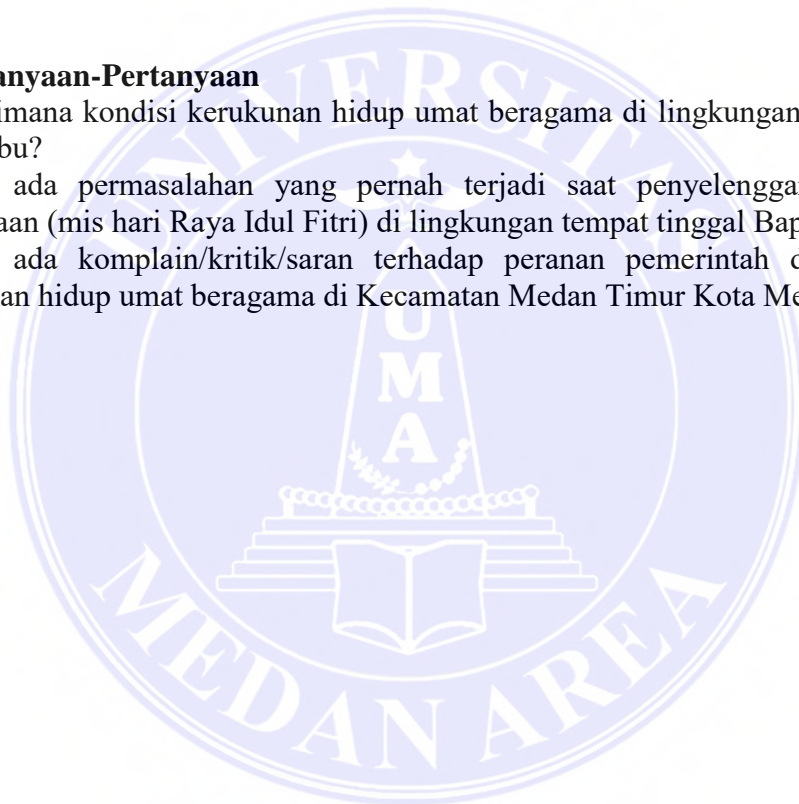 anyaan-Pertanyaan
imana kondisi kerukunan hidup umat beragama di lingkungan
bu?
ada permasalahan yang pernah terjadi saat penyelengga
aan (mis hari Raya Idul Fitri) di lingkungan tempat tinggal Bap
ada komplain/kritik/saran terhadap peranan pemerintah d
an hidup umat beragama di Kecamatan Medan Timur Kota Me
UNIVERSITAS
U
M
A
MEDAN AREA